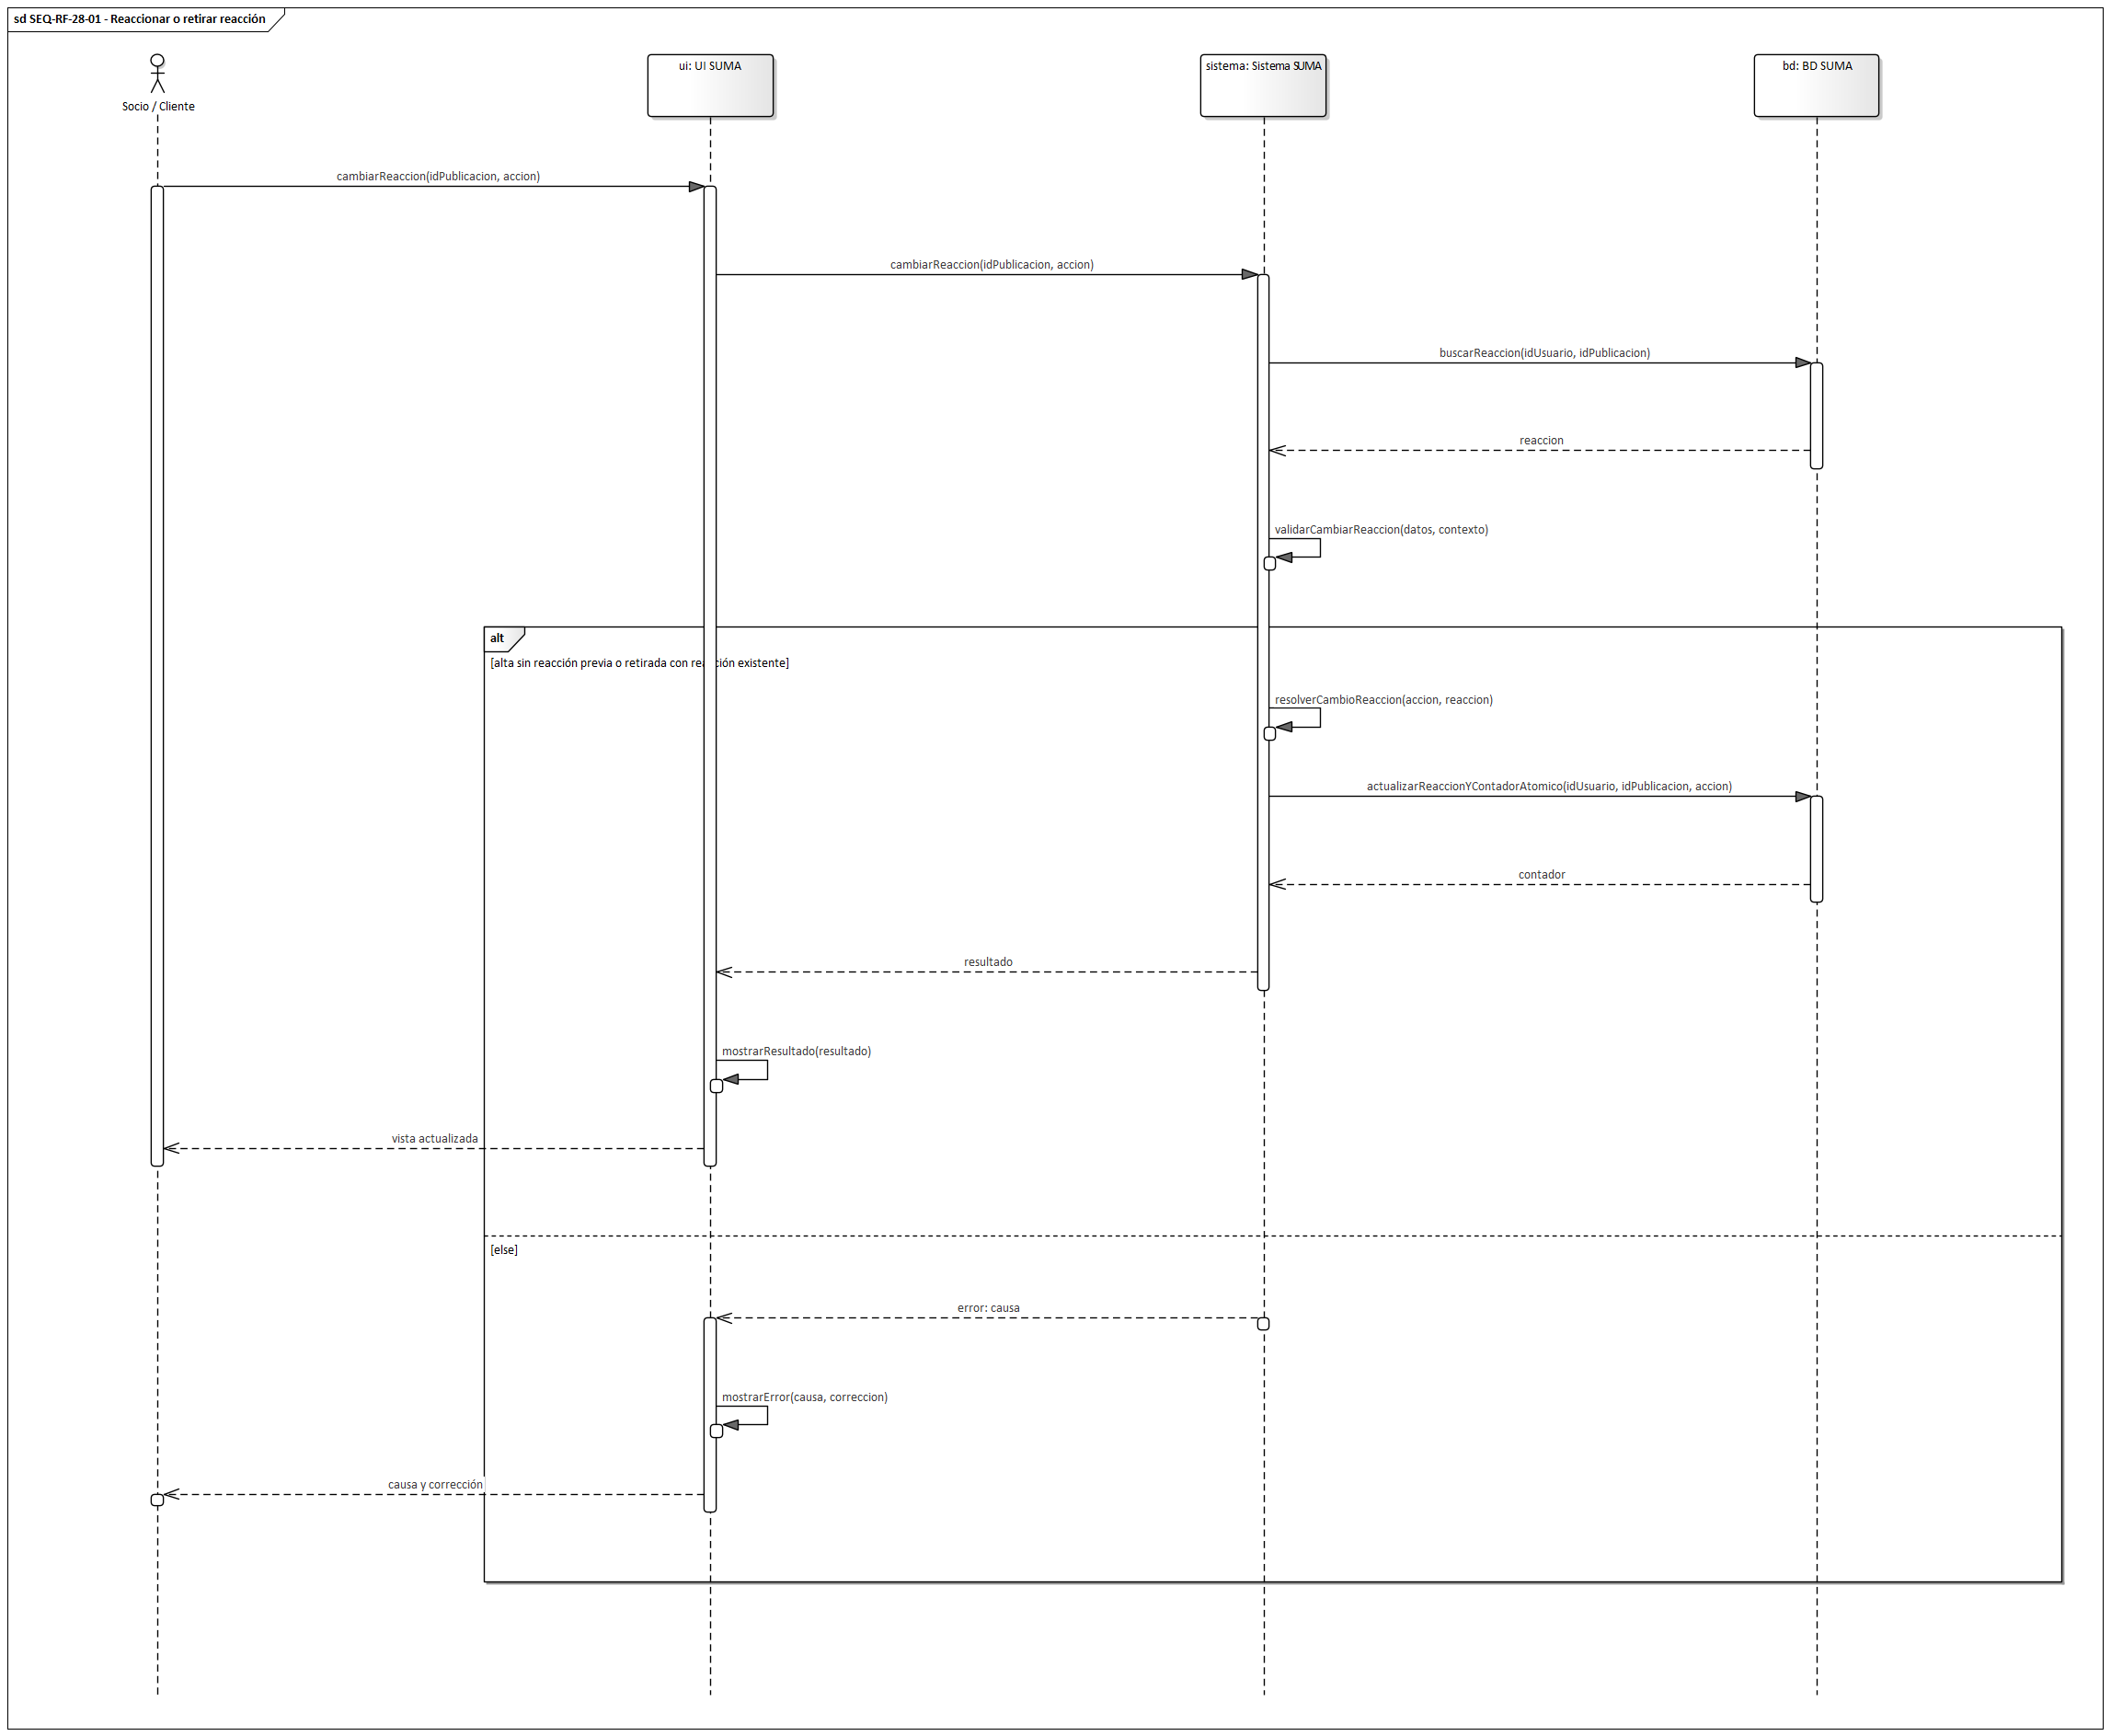 sd SEQ-RF-28-01 - Reaccionar o retirar reacción
Socio / Cliente
ui: UI SUMA
sistema: Sistema SUMA
bd: BD SUMA
cambiarReaccion(idPublicacion, accion)
cambiarReaccion(idPublicacion, accion)
buscarReaccion(idUsuario, idPublicacion)
reaccion
validarCambiarReaccion(datos, contexto)
alt
[alta sin reacción previa o retirada con reacción existente]
resolverCambioReaccion(accion, reaccion)
actualizarReaccionYContadorAtomico(idUsuario, idPublicacion, accion)
contador
resultado
mostrarResultado(resultado)
vista actualizada
[else]
error: causa
mostrarError(causa, correccion)
causa y corrección